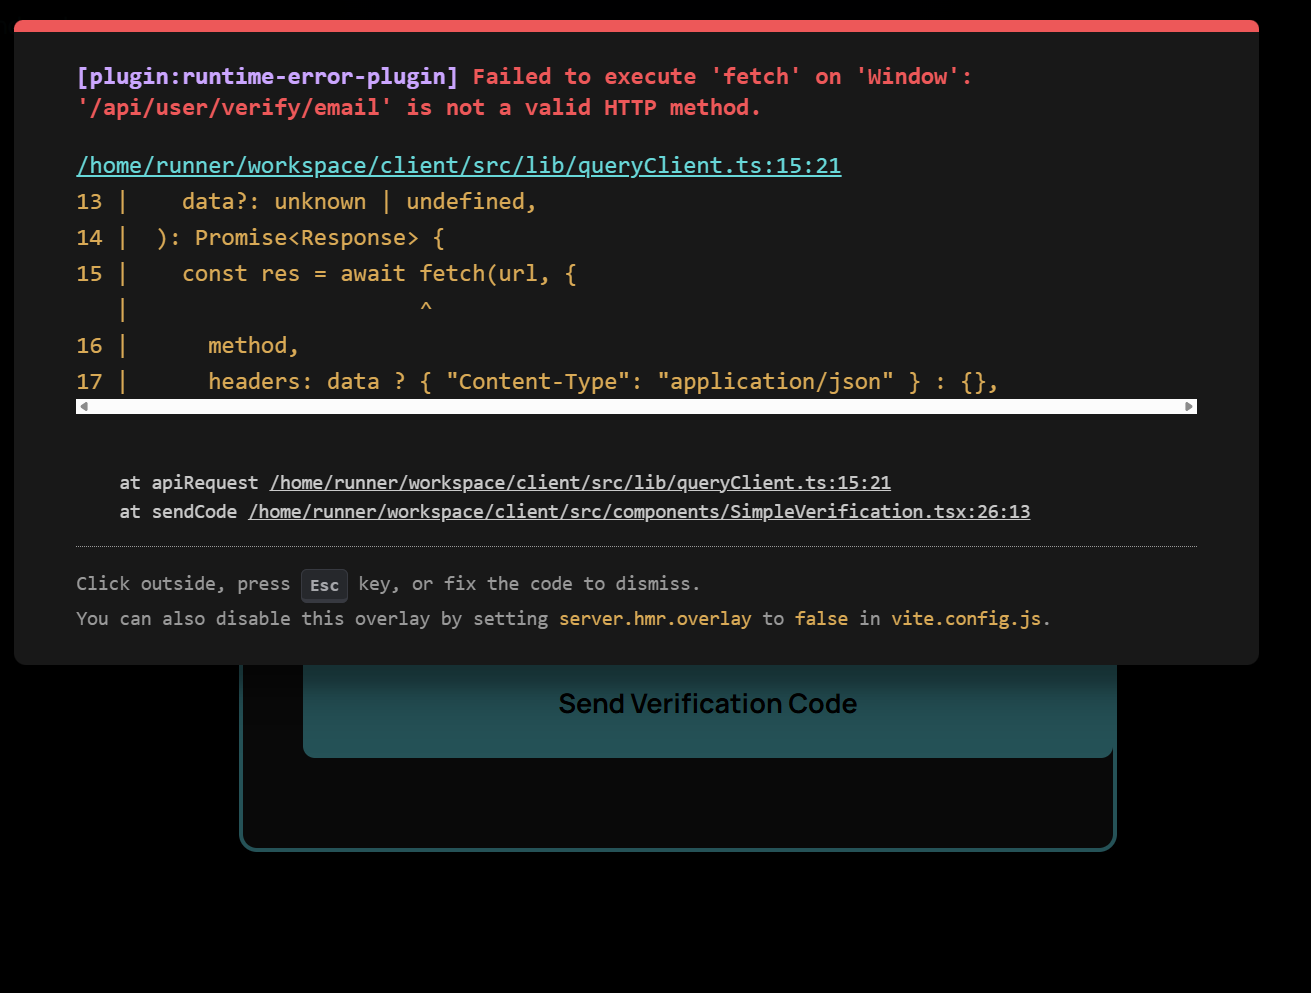 [plugin:runtime-error-plugin] Failed to execute 'fetch' on 'Window':
'/api/user/verify/email' is not a valid HTTP method.
/home/runner/workspace/client/src/lib/queryClient.ts:15:21
13 |    data?: unknown | undefined,
14 |  ): Promise<Response> {
15 |    const res = await fetch(url, {
   |                      ^
16 |      method,
17 |      headers: data ? { "Content-Type": "application/json" } : {},
at apiRequest /home/runner/workspace/client/src/lib/queryClient.ts:15:21
at sendCode /home/runner/workspace/client/src/components/SimpleVerification.tsx:26:13
Click outside, press Esc key, or fix the code to dismiss.
You can also disable this overlay by setting server.hmr.overlay to false in vite.config.js.
Send Verification Code